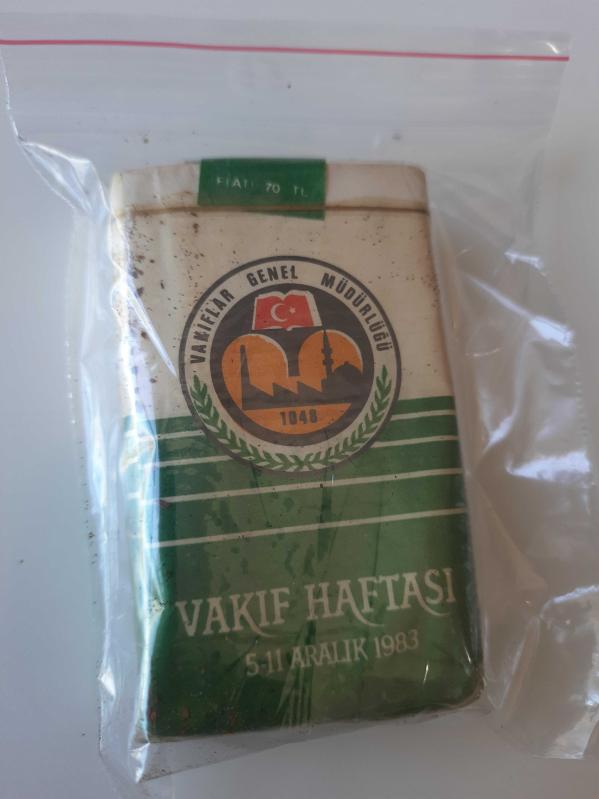 FİATI 70 TL
VAKIFLAR GENEL MÜDÜRLÜĞÜ
1048
VAKIF HAFTASI
5-11 ARALIK 1983